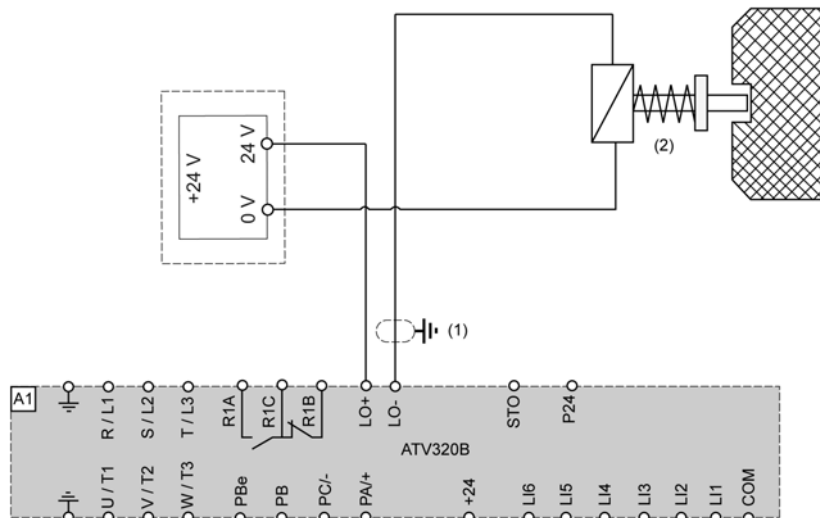 +24 V
24 V
0 V
(2)
(1)
A1
R / L1
S / L2
T / L3
R1A
R1C
R1B
LO+
LO-
STO
P24
ATV320B
U / T1
V / T2
W / T3
PBe
PB
PC/-
PA/+
+24
LI6
LI5
LI4
LI3
LI2
LI1
COM